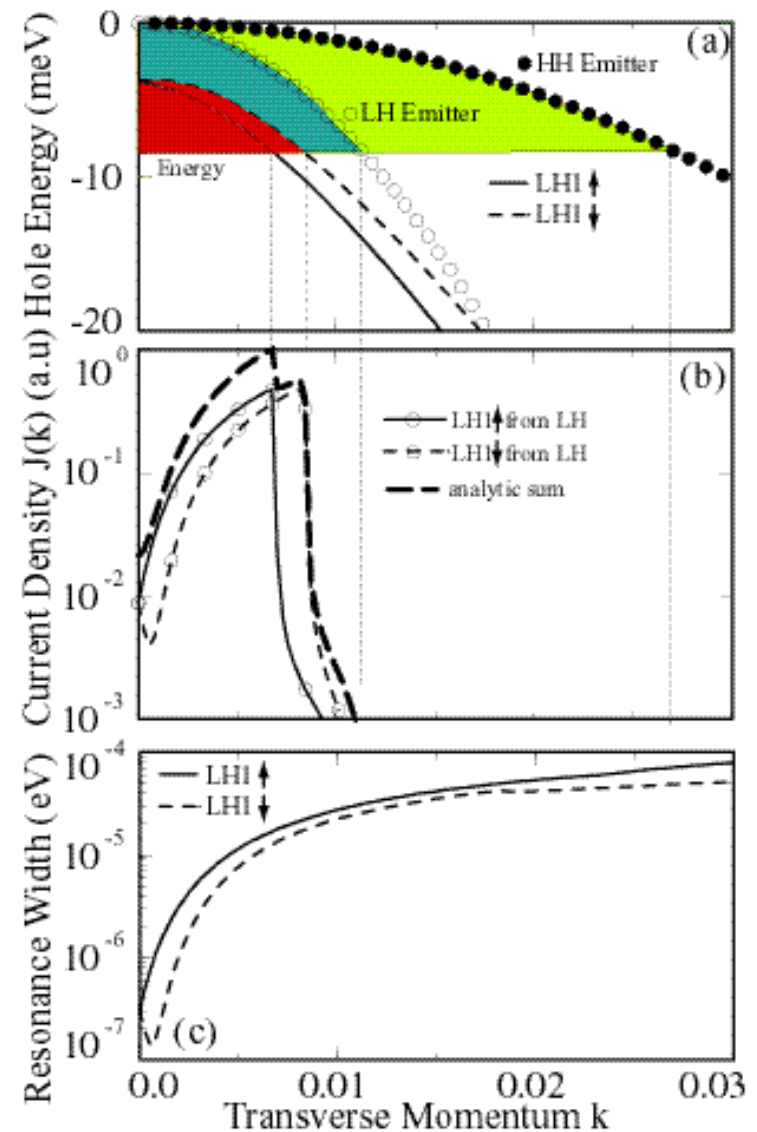 Hole Energy (meV)
0
-10
-20
(a)
HH Emitter
LH Emitter
Energy
LH1
LH1
Current Density J(k) (a.u)
10^0
10^-1
10^-2
10^-3
(b)
LH1 from LH
LH1 from LH
analytic sum
Resonance Width (eV)
10^-4
10^-5
10^-6
10^-7
LH1
LH1
(c)
0.0 0.01 0.02 0.03
Transverse Momentum k